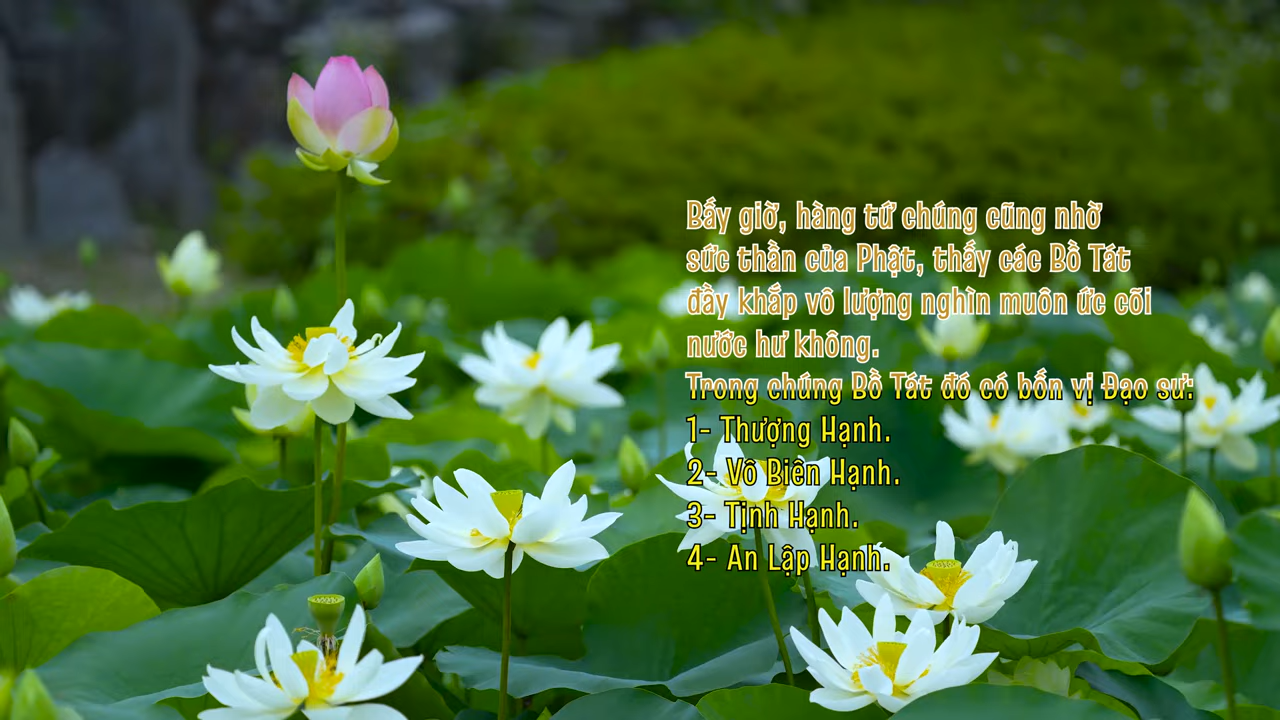 Bấy giờ, hàng tứ chúng cũng nhờ
sức thần của Phật, thấy các Bồ Tát
đầy khắp vô lượng nghìn muôn ức cõi
nước hư không.
Trong chúng Bồ Tát đó có bốn vị Đạo sư:
1- Thượng Hạnh.
2- Vô Biên Hạnh.
3- Tịnh Hạnh.
4- An Lập Hạnh.